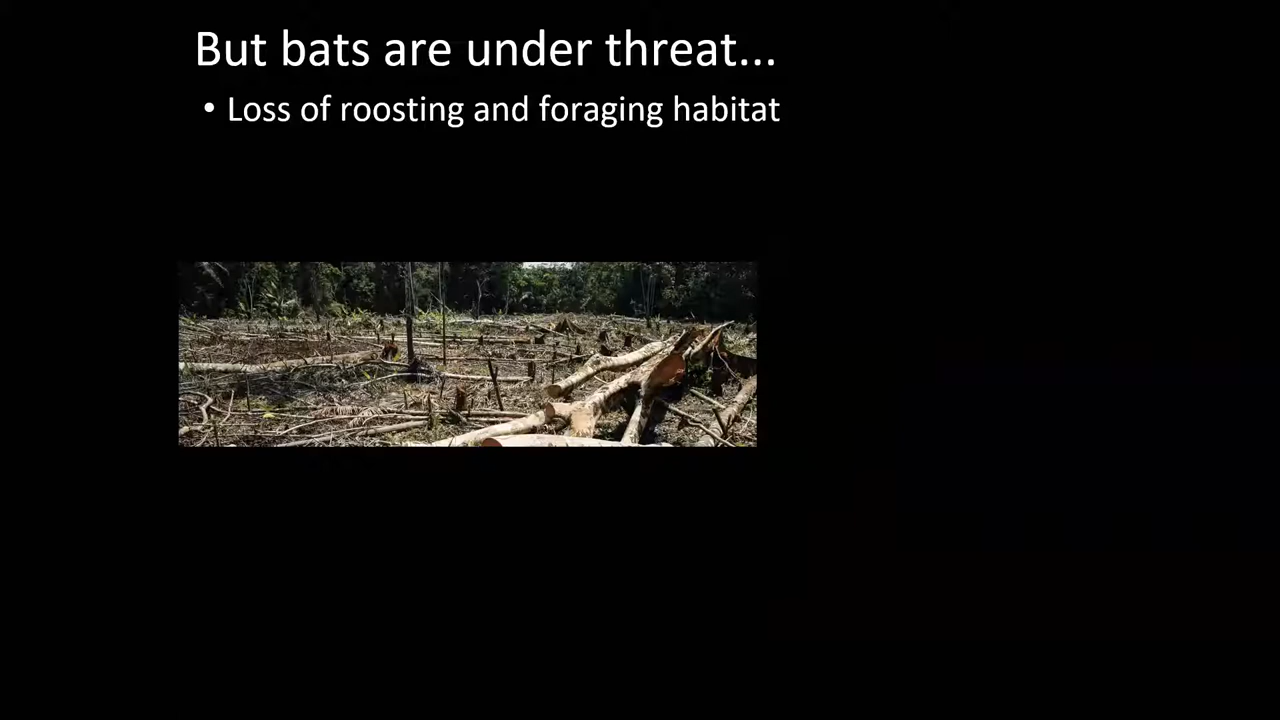 But bats are under threat...
• Loss of roosting and foraging habitat